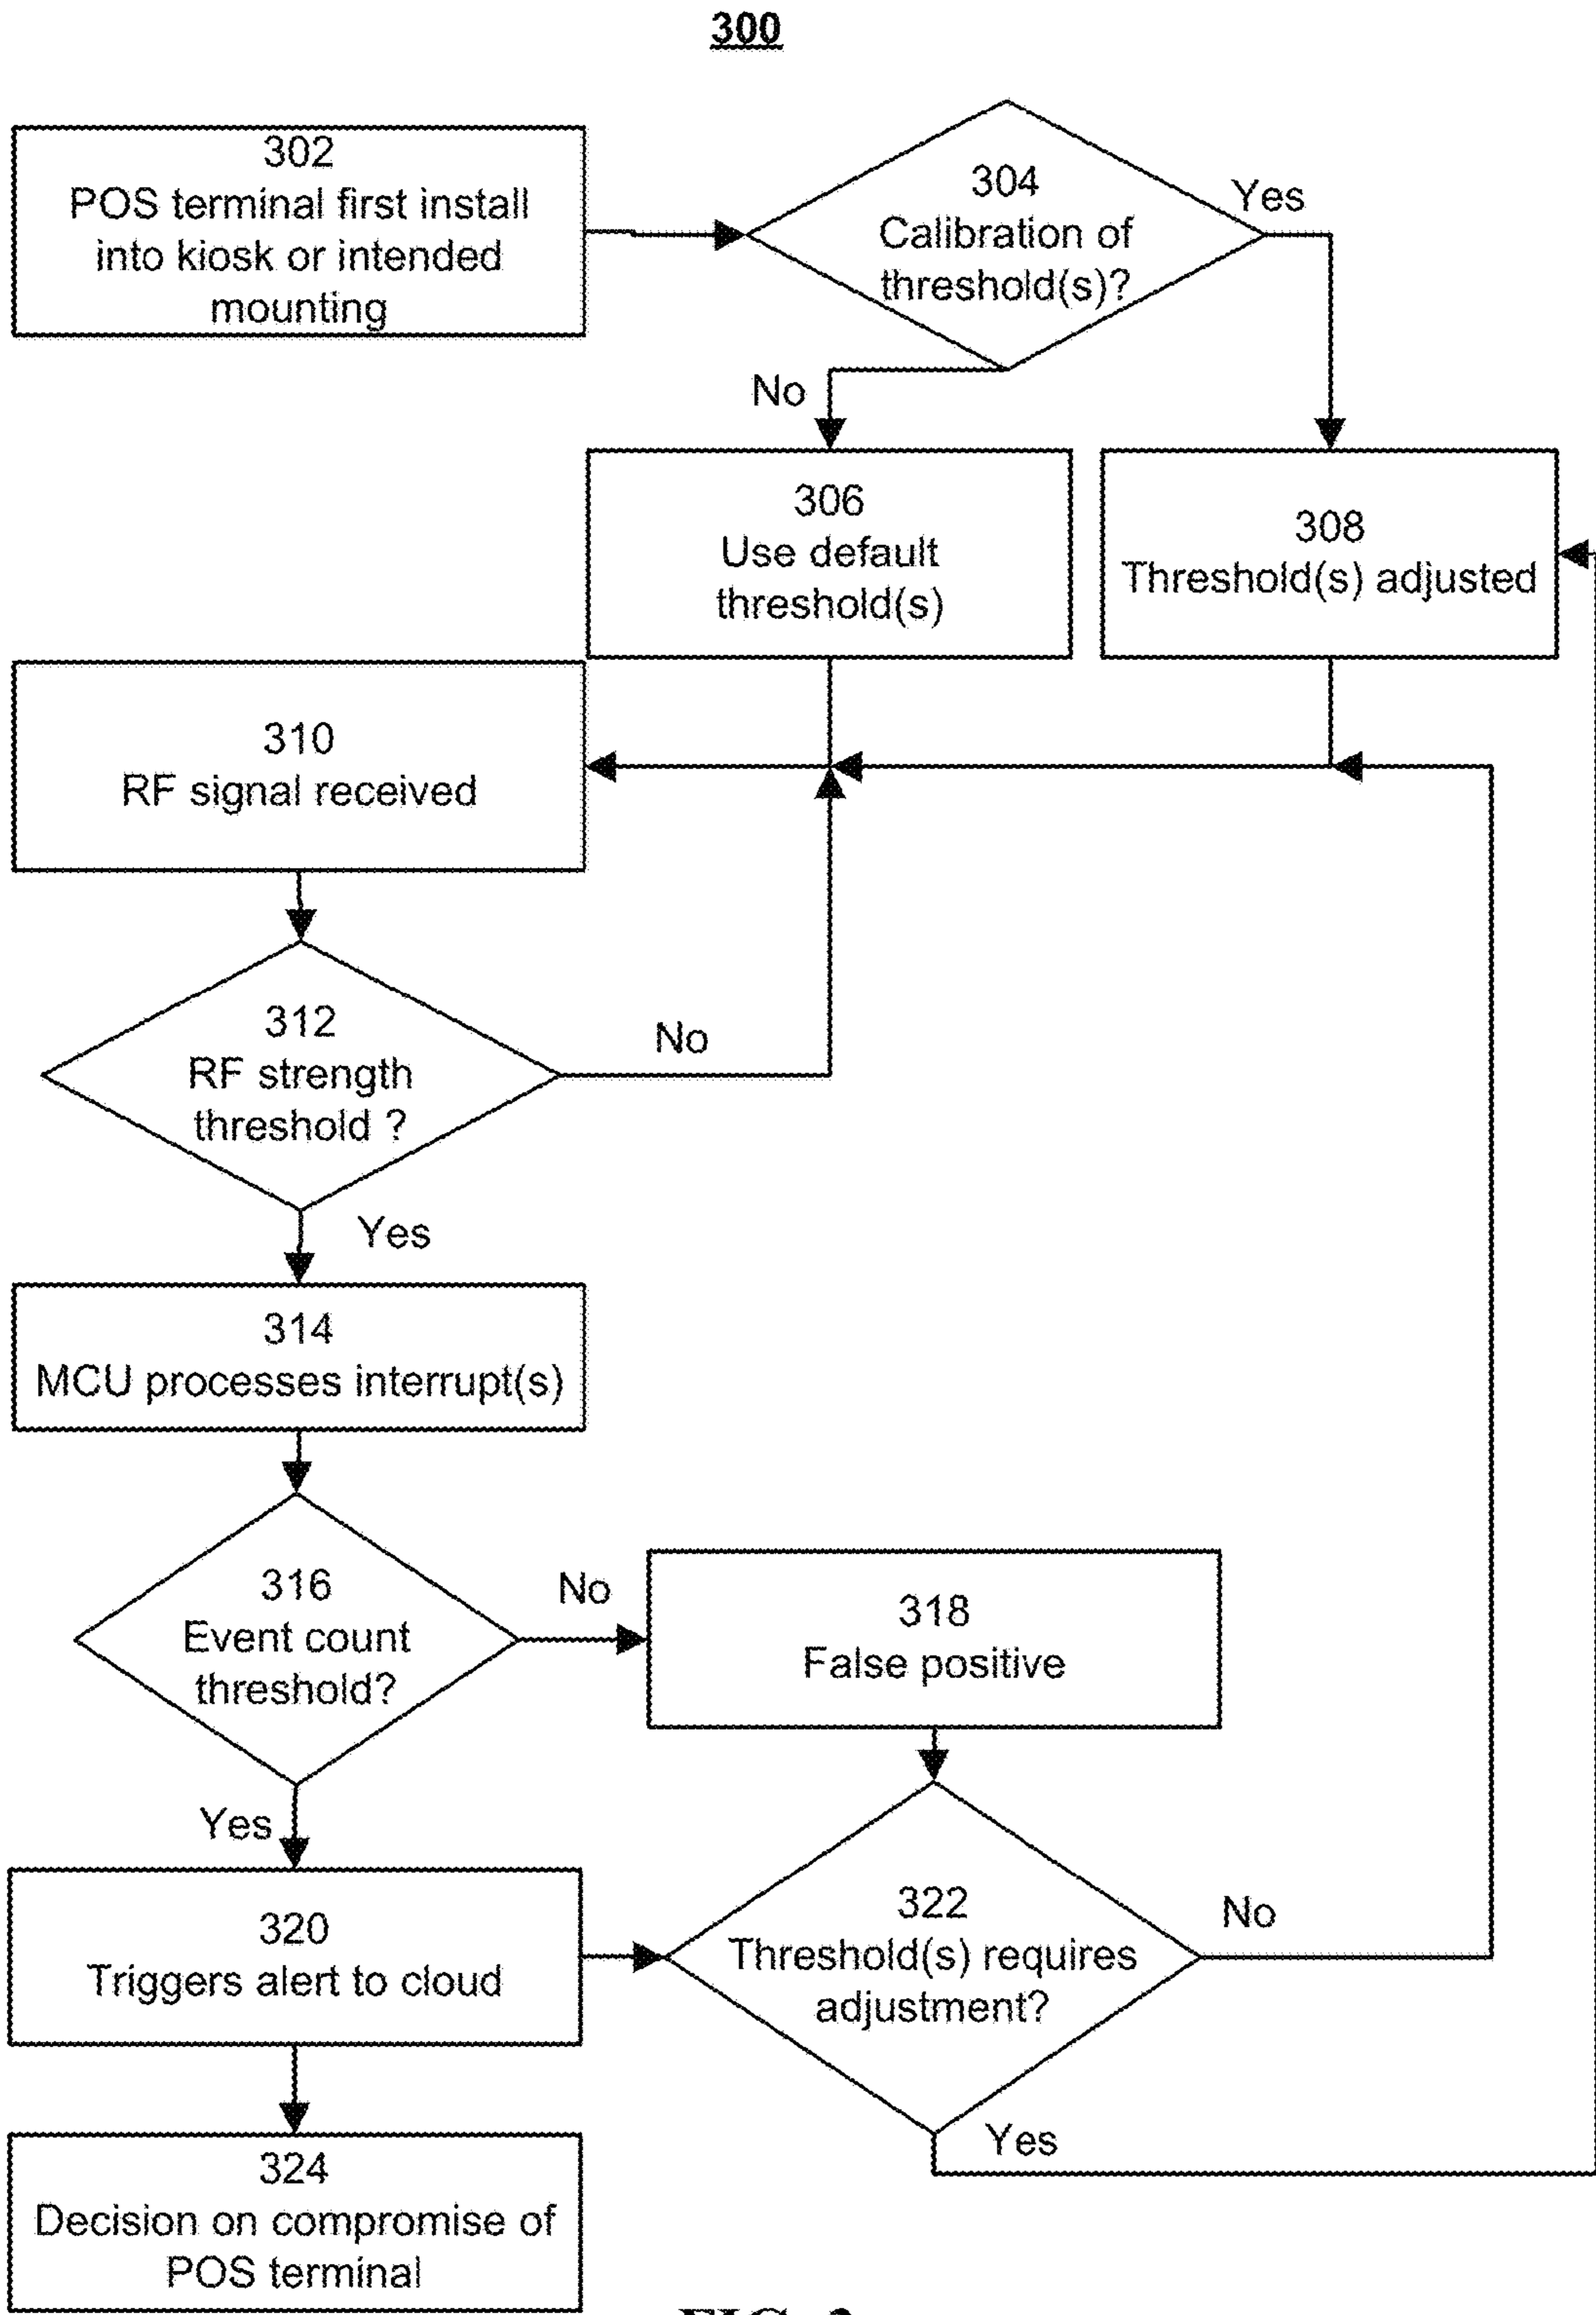 300
302
POS terminal first install
into kiosk or intended
mounting
304
Calibration of
threshold(s)?
Yes
No
306
Use default
threshold(s)
308
Threshold(s) adjusted
310
RF signal received
312
RF strength
threshold ?
No
Yes
314
MCU processes interrupt(s)
316
Event count
threshold?
No
318
False positive
Yes
320
Triggers alert to cloud
322
Threshold(s) requires
adjustment?
No
Yes
324
Decision on compromise of
POS terminal